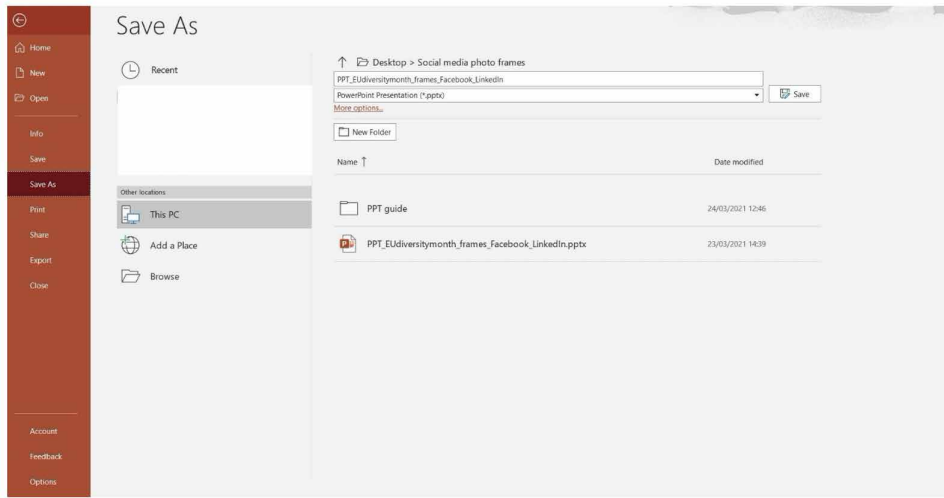 Save As
Home
New
Open
Info
Save
Save As
Print
Share
Export
Close
Account
Feedback
Options
Recent
Other locations
This PC
Add a Place
Browse
Desktop > Social media photo frames
PPT_EUdiversitymonth_frames_Facebook_LinkedIn
PowerPoint Presentation (*.pptx)
Save
More options...
New Folder
Name ↑ Date modified
PPT guide 24/03/2021 12:46
PPT_EUdiversitymonth_frames_Facebook_LinkedIn.pptx 23/03/2021 14:39